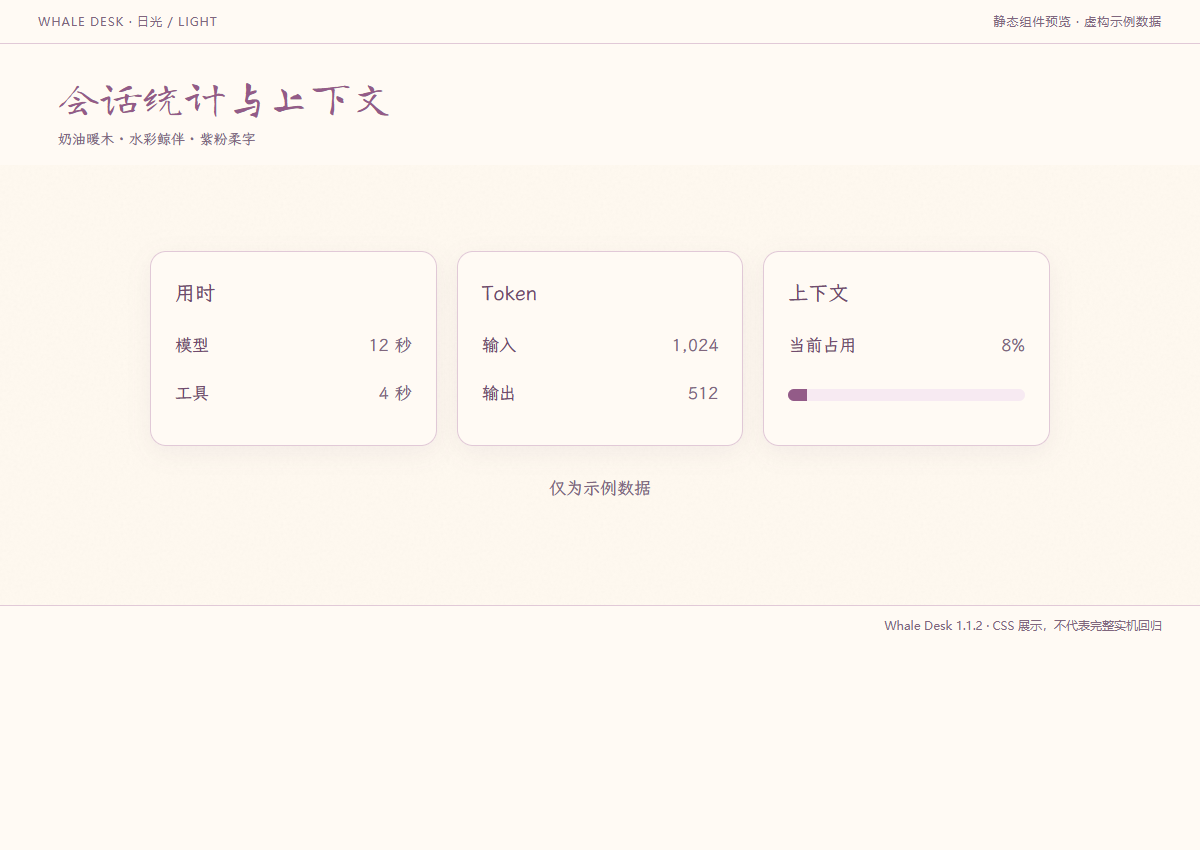 WHALE DESK · 日光 / LIGHT
静态组件预览 · 虚构示例数据
会话统计与上下文
奶油暖木 · 水彩鲸伴 · 紫粉柔字
用时
模型 12 秒
工具 4 秒
Token
输入 1,024
输出 512
上下文
当前占用 8%
仅为示例数据
Whale Desk 1.1.2 · CSS 展示，不代表完整实机回归